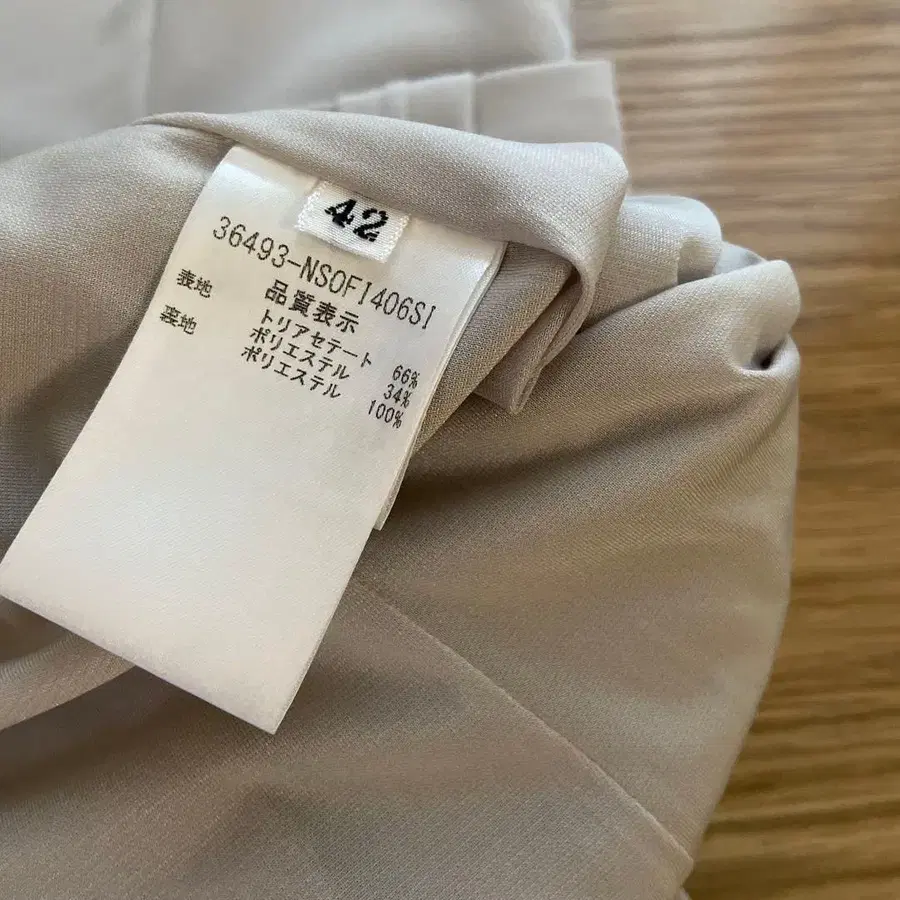 42
36493-NSOFI406SI
品質表示
表地 トリアセテート 66%
ポリエステル 34%
裏地 ポリエステル 100%